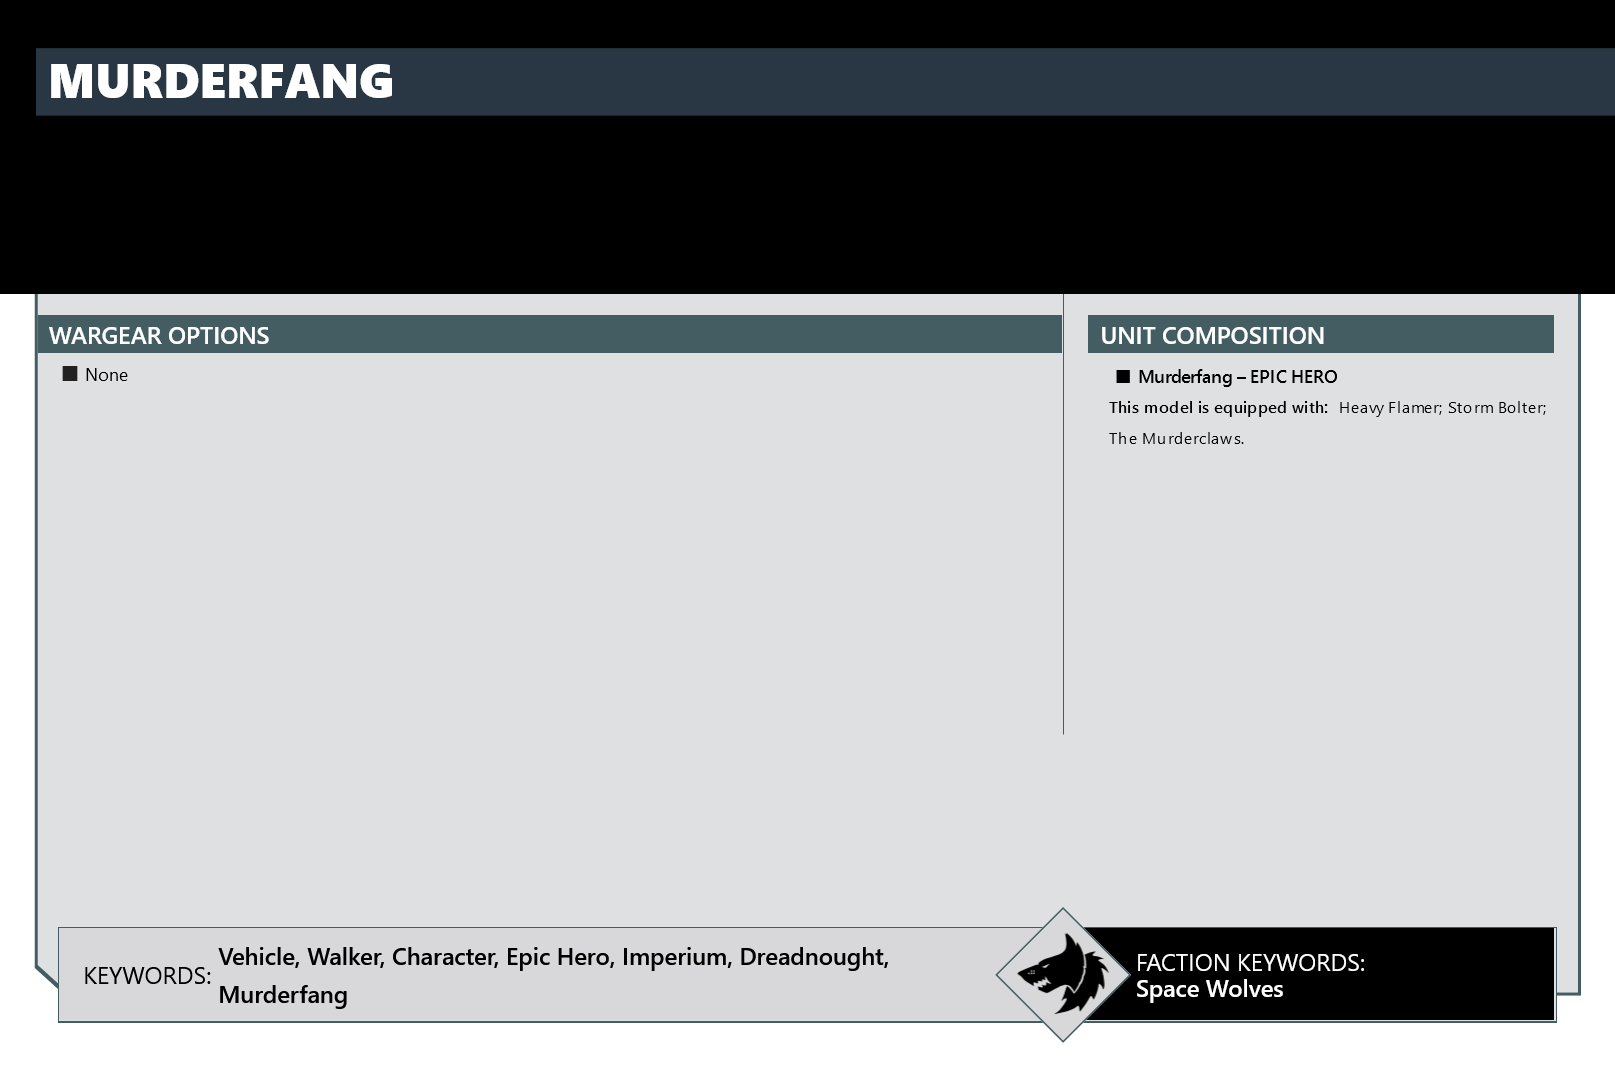 MURDERFANG
WARGEAR OPTIONS
■ None
UNIT COMPOSITION
■ Murderfang – EPIC HERO
This model is equipped with: Heavy Flamer; Storm Bolter;
The Murderclaws.
KEYWORDS:
Vehicle, Walker, Character, Epic Hero, Imperium, Dreadnought,
Murderfang
FACTION KEYWORDS:
Space Wolves